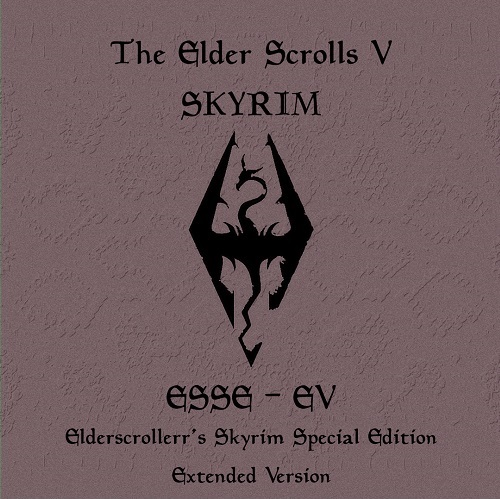 The Elder Scrolls V
SKYRIM
ESSE - EV
Elderscrollerr's Skyrim Special Edition
Extended Version